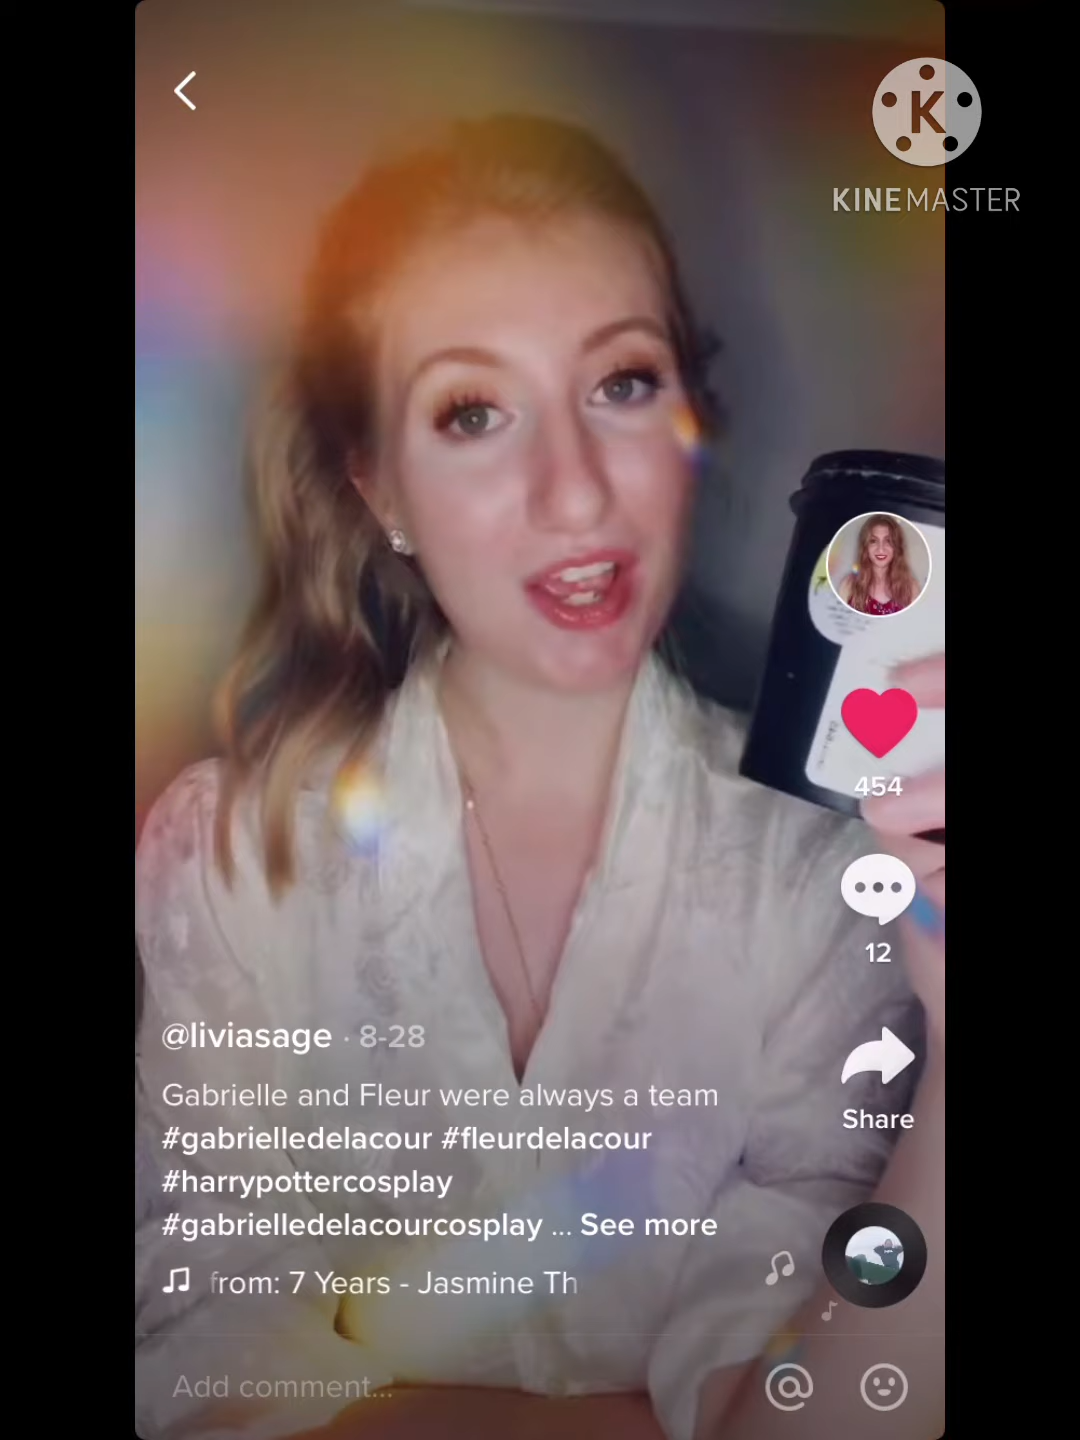 K
KINEMASTER
454
12
@liviasage · 8-28
Gabrielle and Fleur were always a team
#gabrielledelacour #fleurdelacour
#harrypottercosplay
#gabrielledelacourcosplay ... See more
Share
from: 7 Years - Jasmine Th
Add comment...